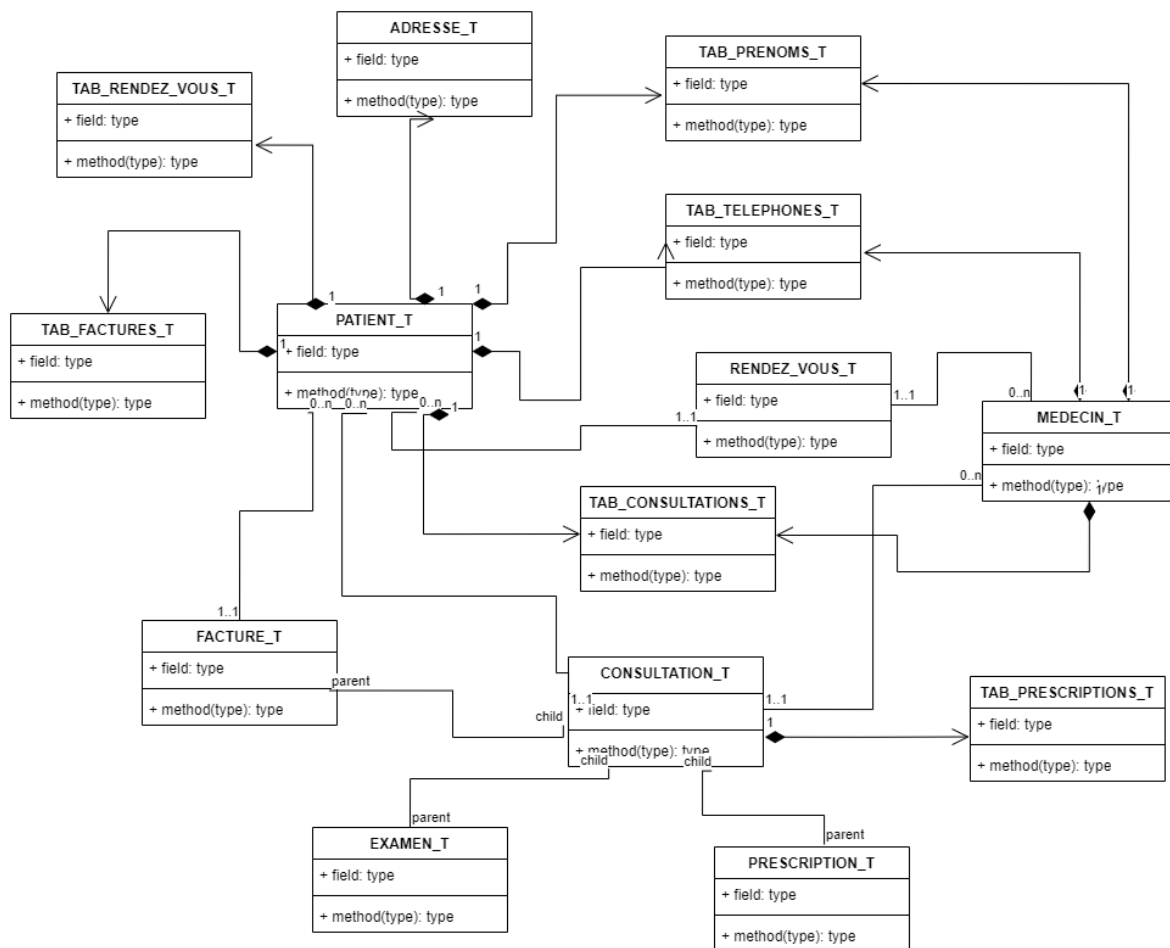 ADRESSE_T
+ field: type
+ method(type): type
TAB_PRENOMS_T
+ field: type
+ method(type): type
TAB_RENDEZ_VOUS_T
+ field: type
+ method(type): type
TAB_TELEPHONES_T
+ field: type
+ method(type): type
1
1
1
TAB_FACTURES_T
+ field: type
+ method(type): type
PATIENT_T
+ field: type
+ method(type): type
1
1
0..n
0..n
0..n
1
RENDEZ_VOUS_T
+ field: type
+ method(type): type
1..1
1..1
0..n
1
1
MEDECIN_T
+ field: type
+ method(type): type
1
0..n
TAB_CONSULTATIONS_T
+ field: type
+ method(type): type
1..1
FACTURE_T
+ field: type
+ method(type): type
parent
child
CONSULTATION_T
1..1
+ field: type
+ method(type): type
1..1
1
child
child
TAB_PRESCRIPTIONS_T
+ field: type
+ method(type): type
parent
EXAMEN_T
+ field: type
+ method(type): type
parent
PRESCRIPTION_T
+ field: type
+ method(type): type